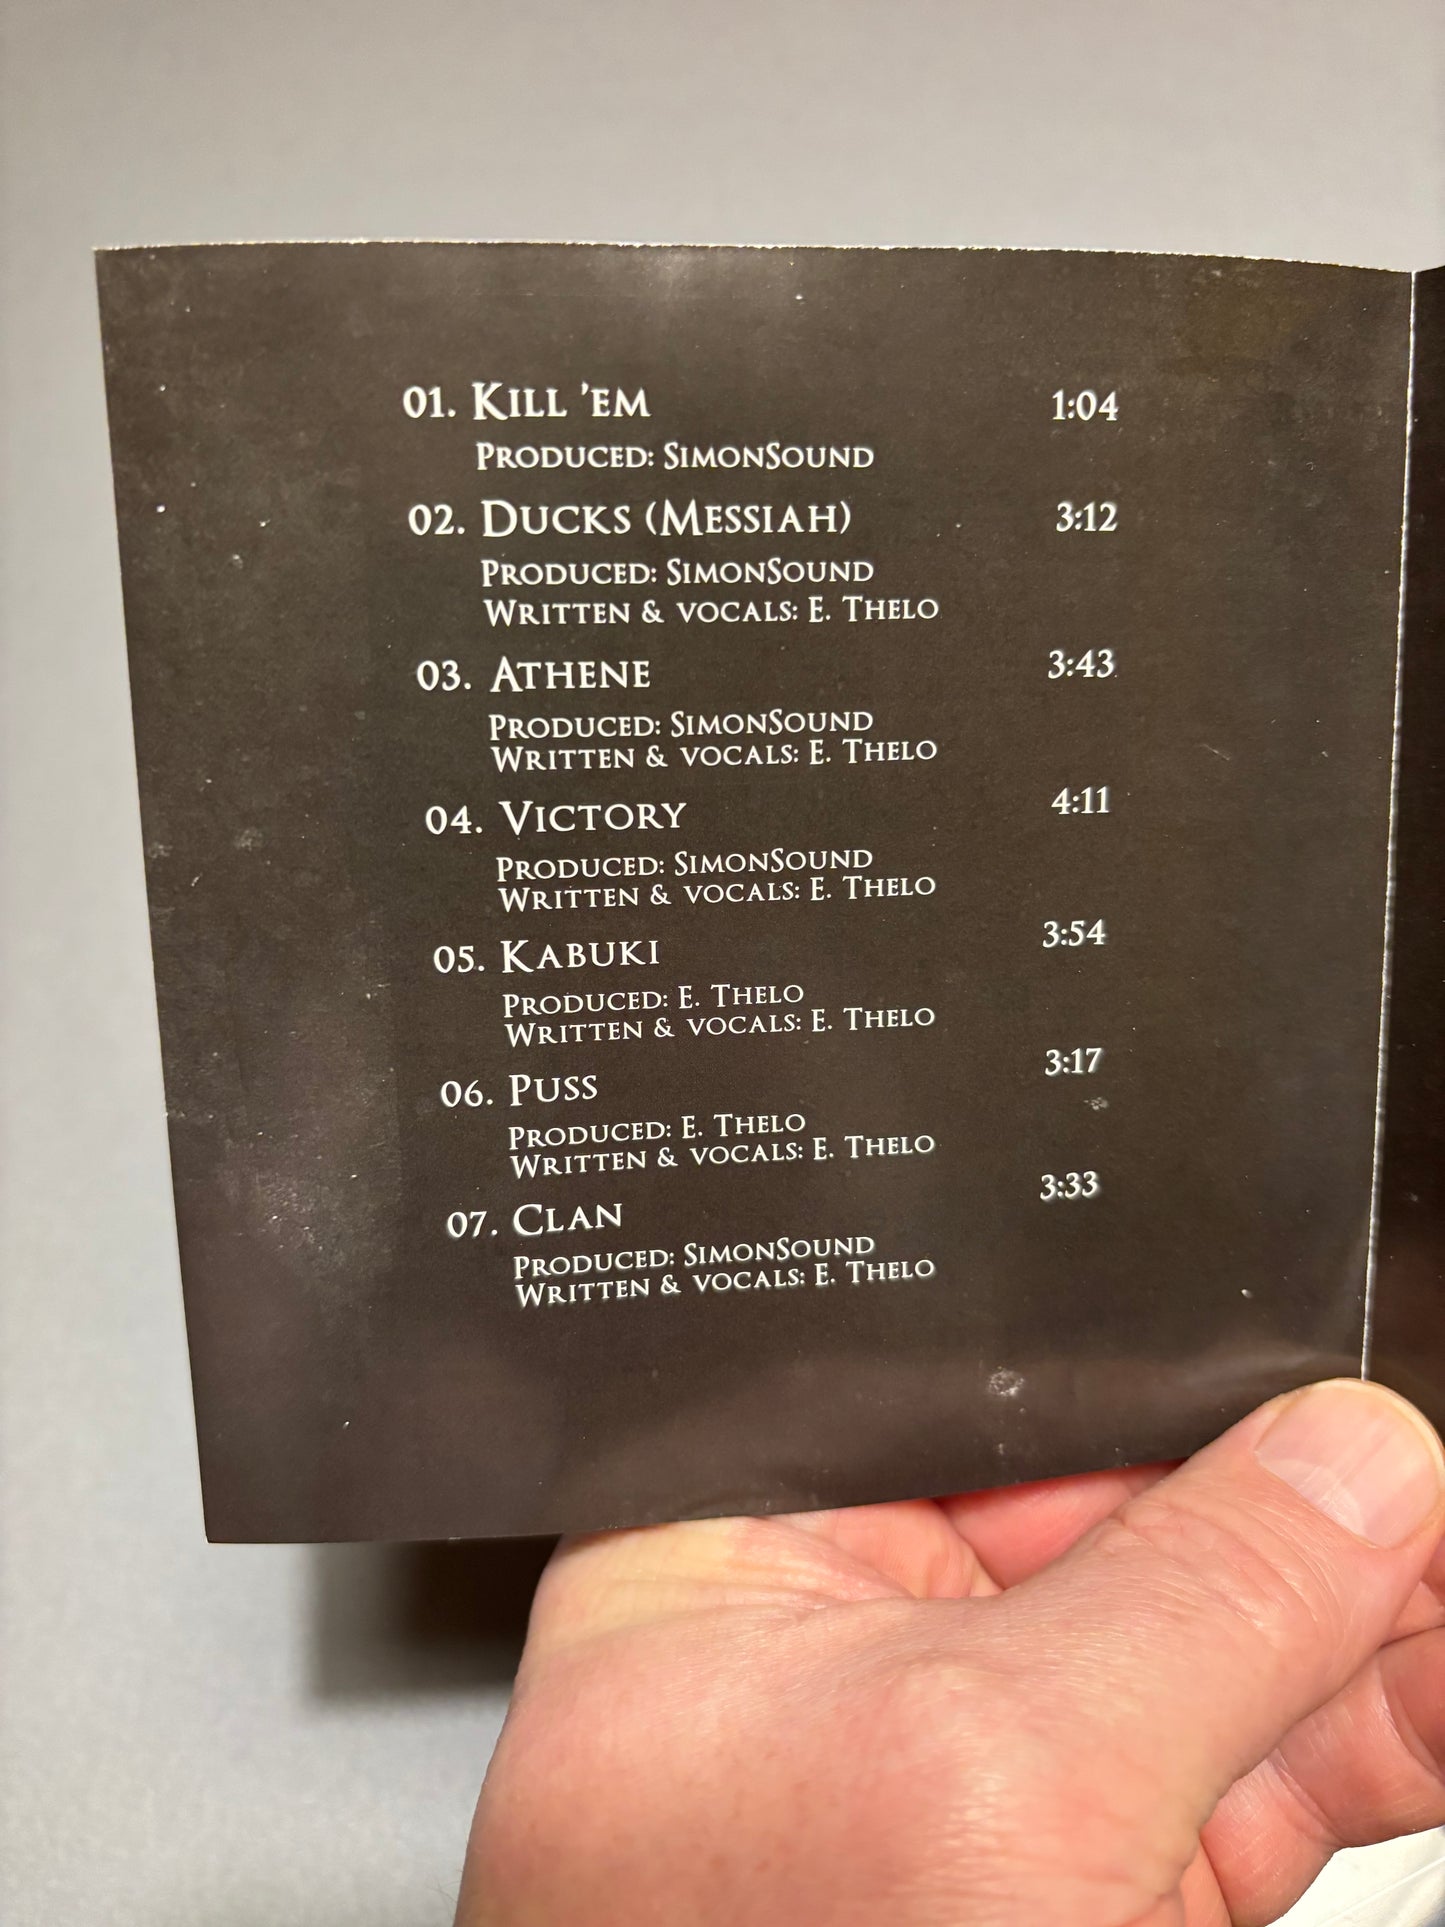 01. Kill 'em 1:04
Produced: SimonSound
02. Ducks (Messiah) 3:12
Produced: SimonSound
Written & vocals: E. Thelo
03. Athene 3:43
Produced: SimonSound
Written & vocals: E. Thelo
04. Victory 4:11
Produced: SimonSound
Written & vocals: E. Thelo
05. Kabuki 3:54
Produced: E. Thelo
Written & vocals: E. Thelo
06. Puss 3:17
Produced: E. Thelo
Written & vocals: E. Thelo
07. Clan 3:33
Produced: SimonSound
Written & vocals: E. Thelo